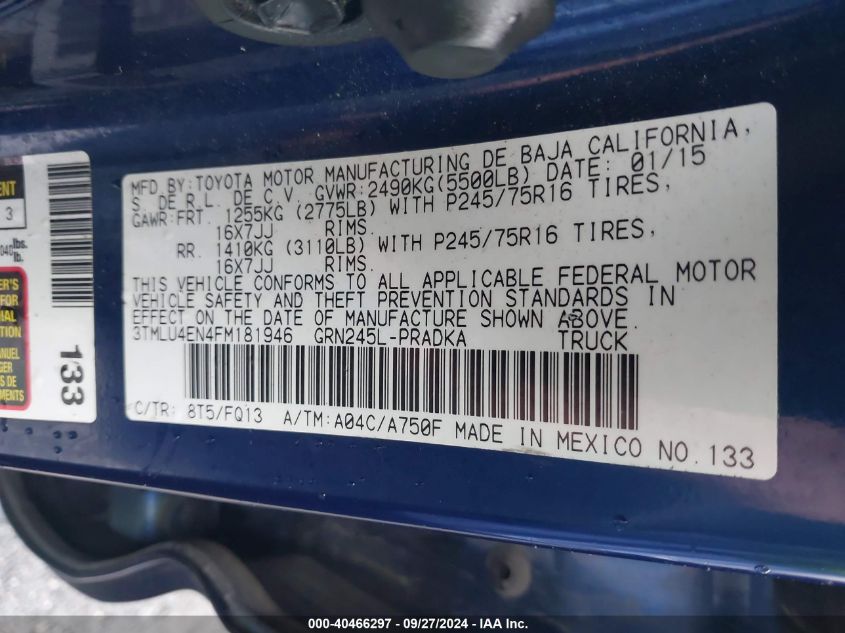 MFD.BY:TOYOTA MOTOR MANUFACTURING DE BAJA CALIFORNIA,
S. DE R.L. DE C.V. GVWR:2490KG(5500LB) DATE: 01/15
GAWR:FRT. 1255KG (2775LB) WITH P245/75R16 TIRES,
16X7JJ RIMS.
RR. 1410KG (3110LB) WITH P245/75R16 TIRES,
16X7JJ RIMS.
THIS VEHICLE CONFORMS TO ALL APPLICABLE FEDERAL MOTOR
VEHICLE SAFETY AND THEFT PREVENTION STANDARDS IN
EFFECT ON THE DATE OF MANUFACTURE SHOWN ABOVE.
3TMLU4EN4FM181946 GRN245L-PRADKA TRUCK
C/TR: 8T5/FQ13 A/TM:A04C/A750F MADE IN MEXICO NO.133
3
lbs.
lb.
133
000-40466297 - 09/27/2024 - IAA Inc.